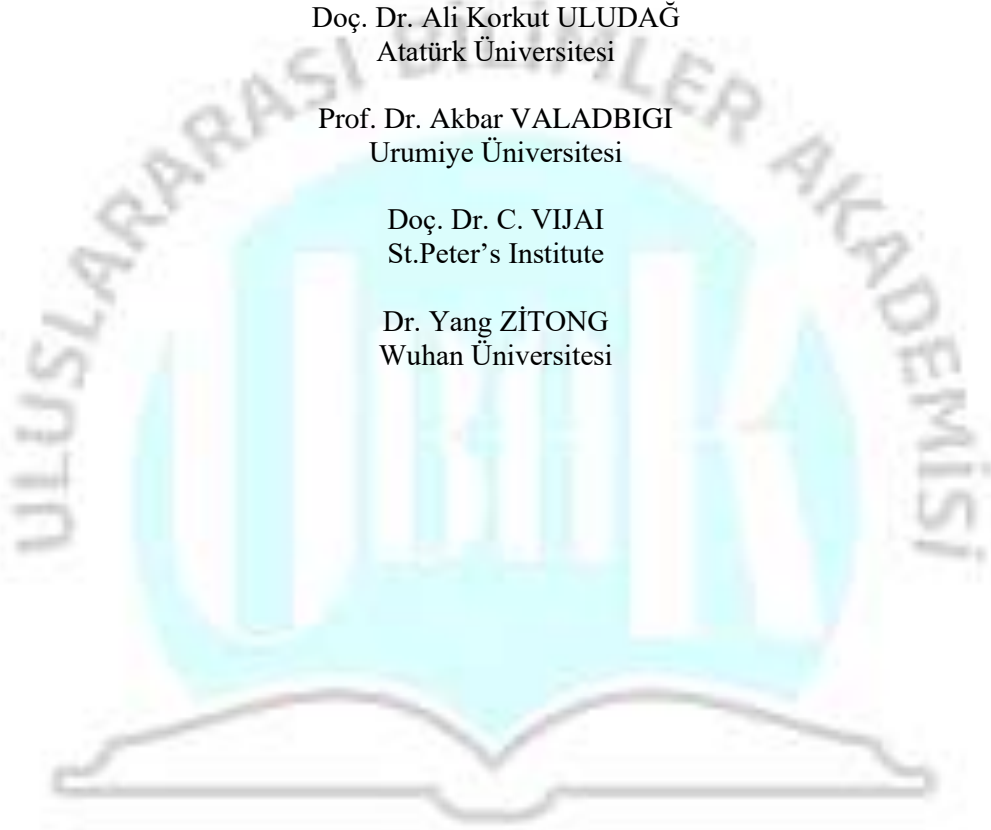 Doç. Dr. Ali Korkut ULUDAĞ
Atatürk Üniversitesi
Prof. Dr. Akbar VALADBIGI
Urumiye Üniversitesi
Doç. Dr. C. VIJAI
St.Peter’s Institute
Dr. Yang ZİTONG
Wuhan Üniversitesi
ULUSLARARASI BİLİMLER AKADEMİSİ